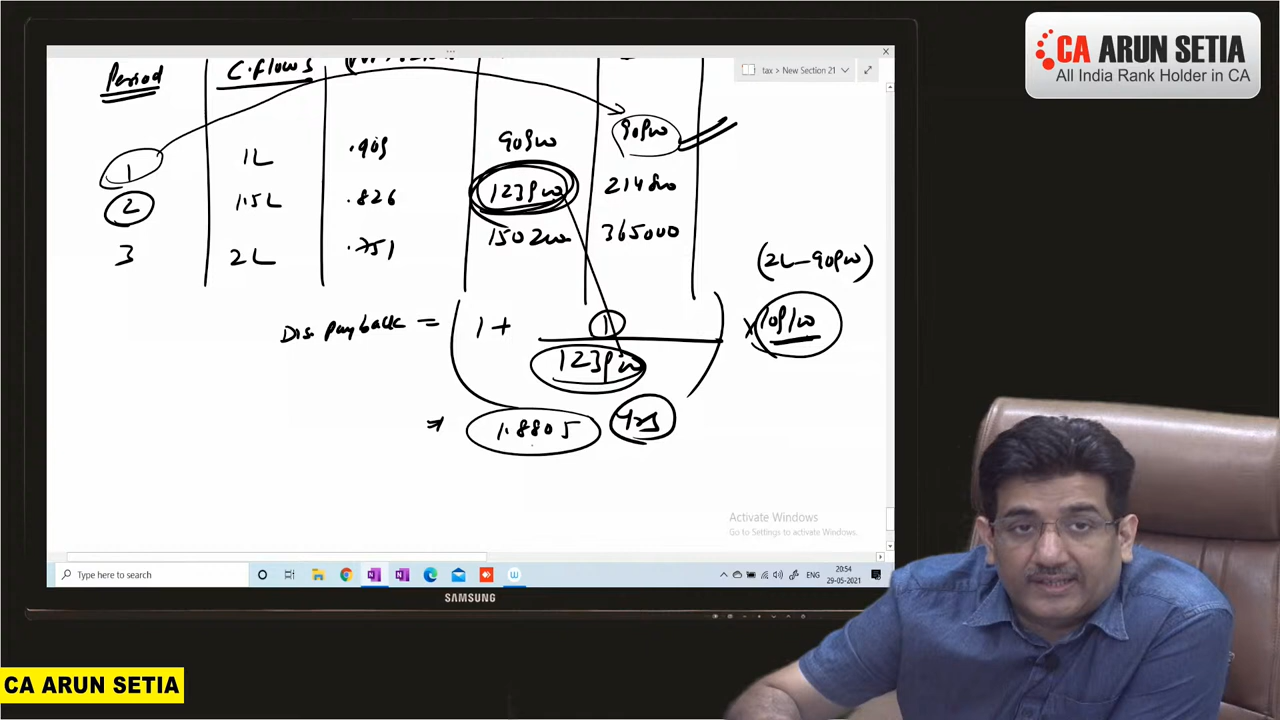 CA ARUN SETIA
All India Rank Holder in CA
tax > New Section 21
Period C.flows
1 1L .909 90900 90900
2 1.5L .826 123900 214800
3 2L .751 150200 365000
(2L-90900)
Dis. payback = ( 1 + 1 ) x 109100
123900
⇒ 1.8805 Yrs
Activate Windows
Go to Settings to activate Windows.
Type here to search
ENG
20:54
29-05-2021
SAMSUNG
CA ARUN SETIA